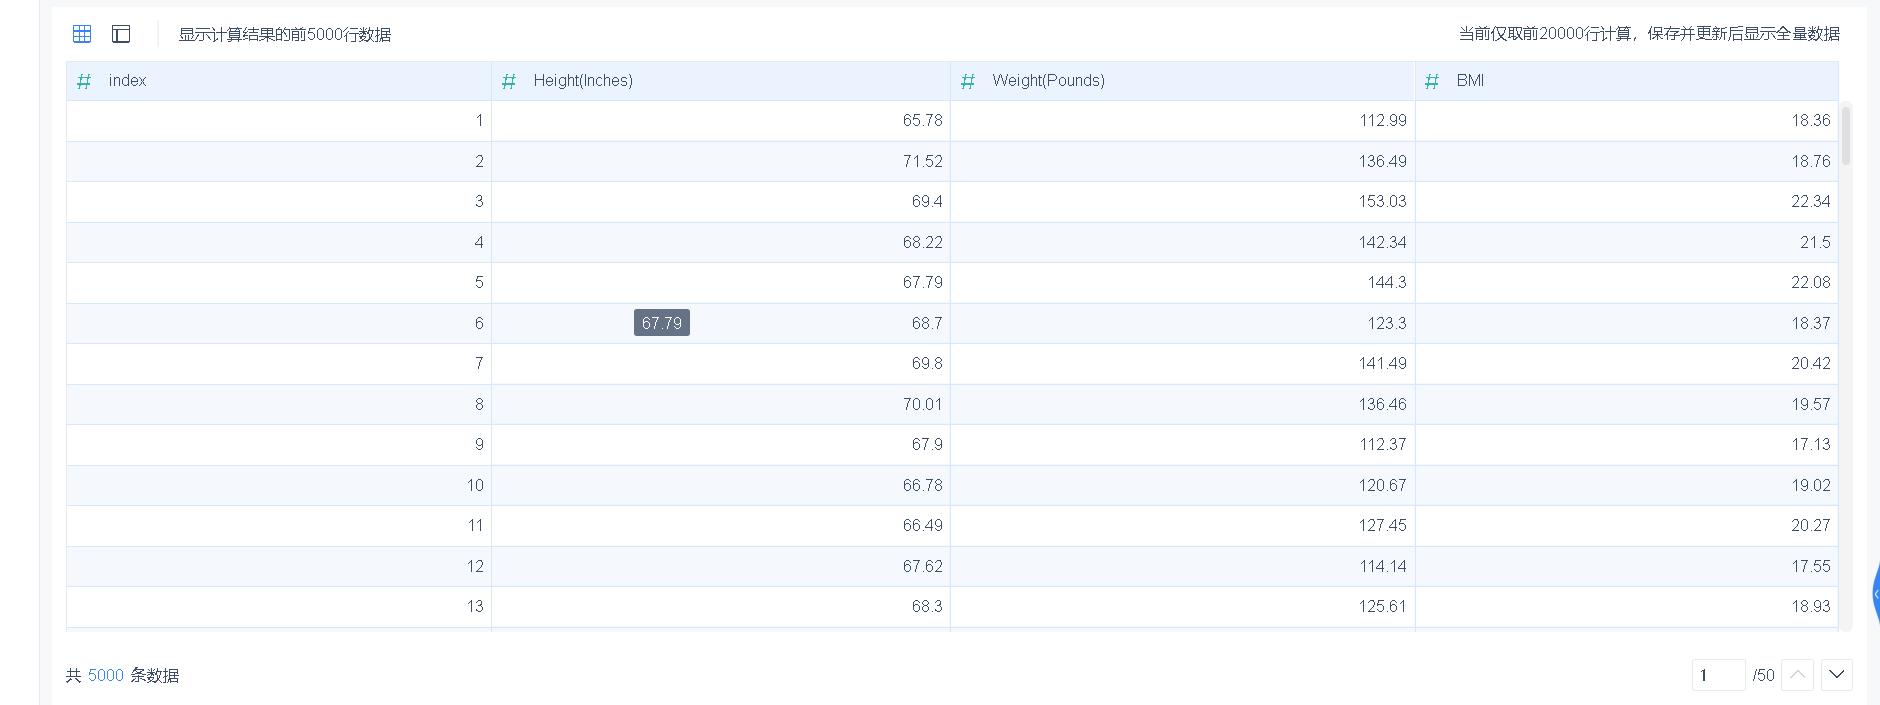 显示计算结果的前5000行数据 当前仅取前20000行计算，保存并更新后显示全量数据
# index # Height(Inches) # Weight(Pounds) # BMI
1 65.78 112.99 18.36
2 71.52 136.49 18.76
3 69.4 153.03 22.34
4 68.22 142.34 21.5
5 67.79 144.3 22.08
6 67.79 68.7 123.3 18.37
7 69.8 141.49 20.42
8 70.01 136.46 19.57
9 67.9 112.37 17.13
10 66.78 120.67 19.02
11 66.49 127.45 20.27
12 67.62 114.14 17.55
13 68.3 125.61 18.93
共 5000 条数据 1 /50